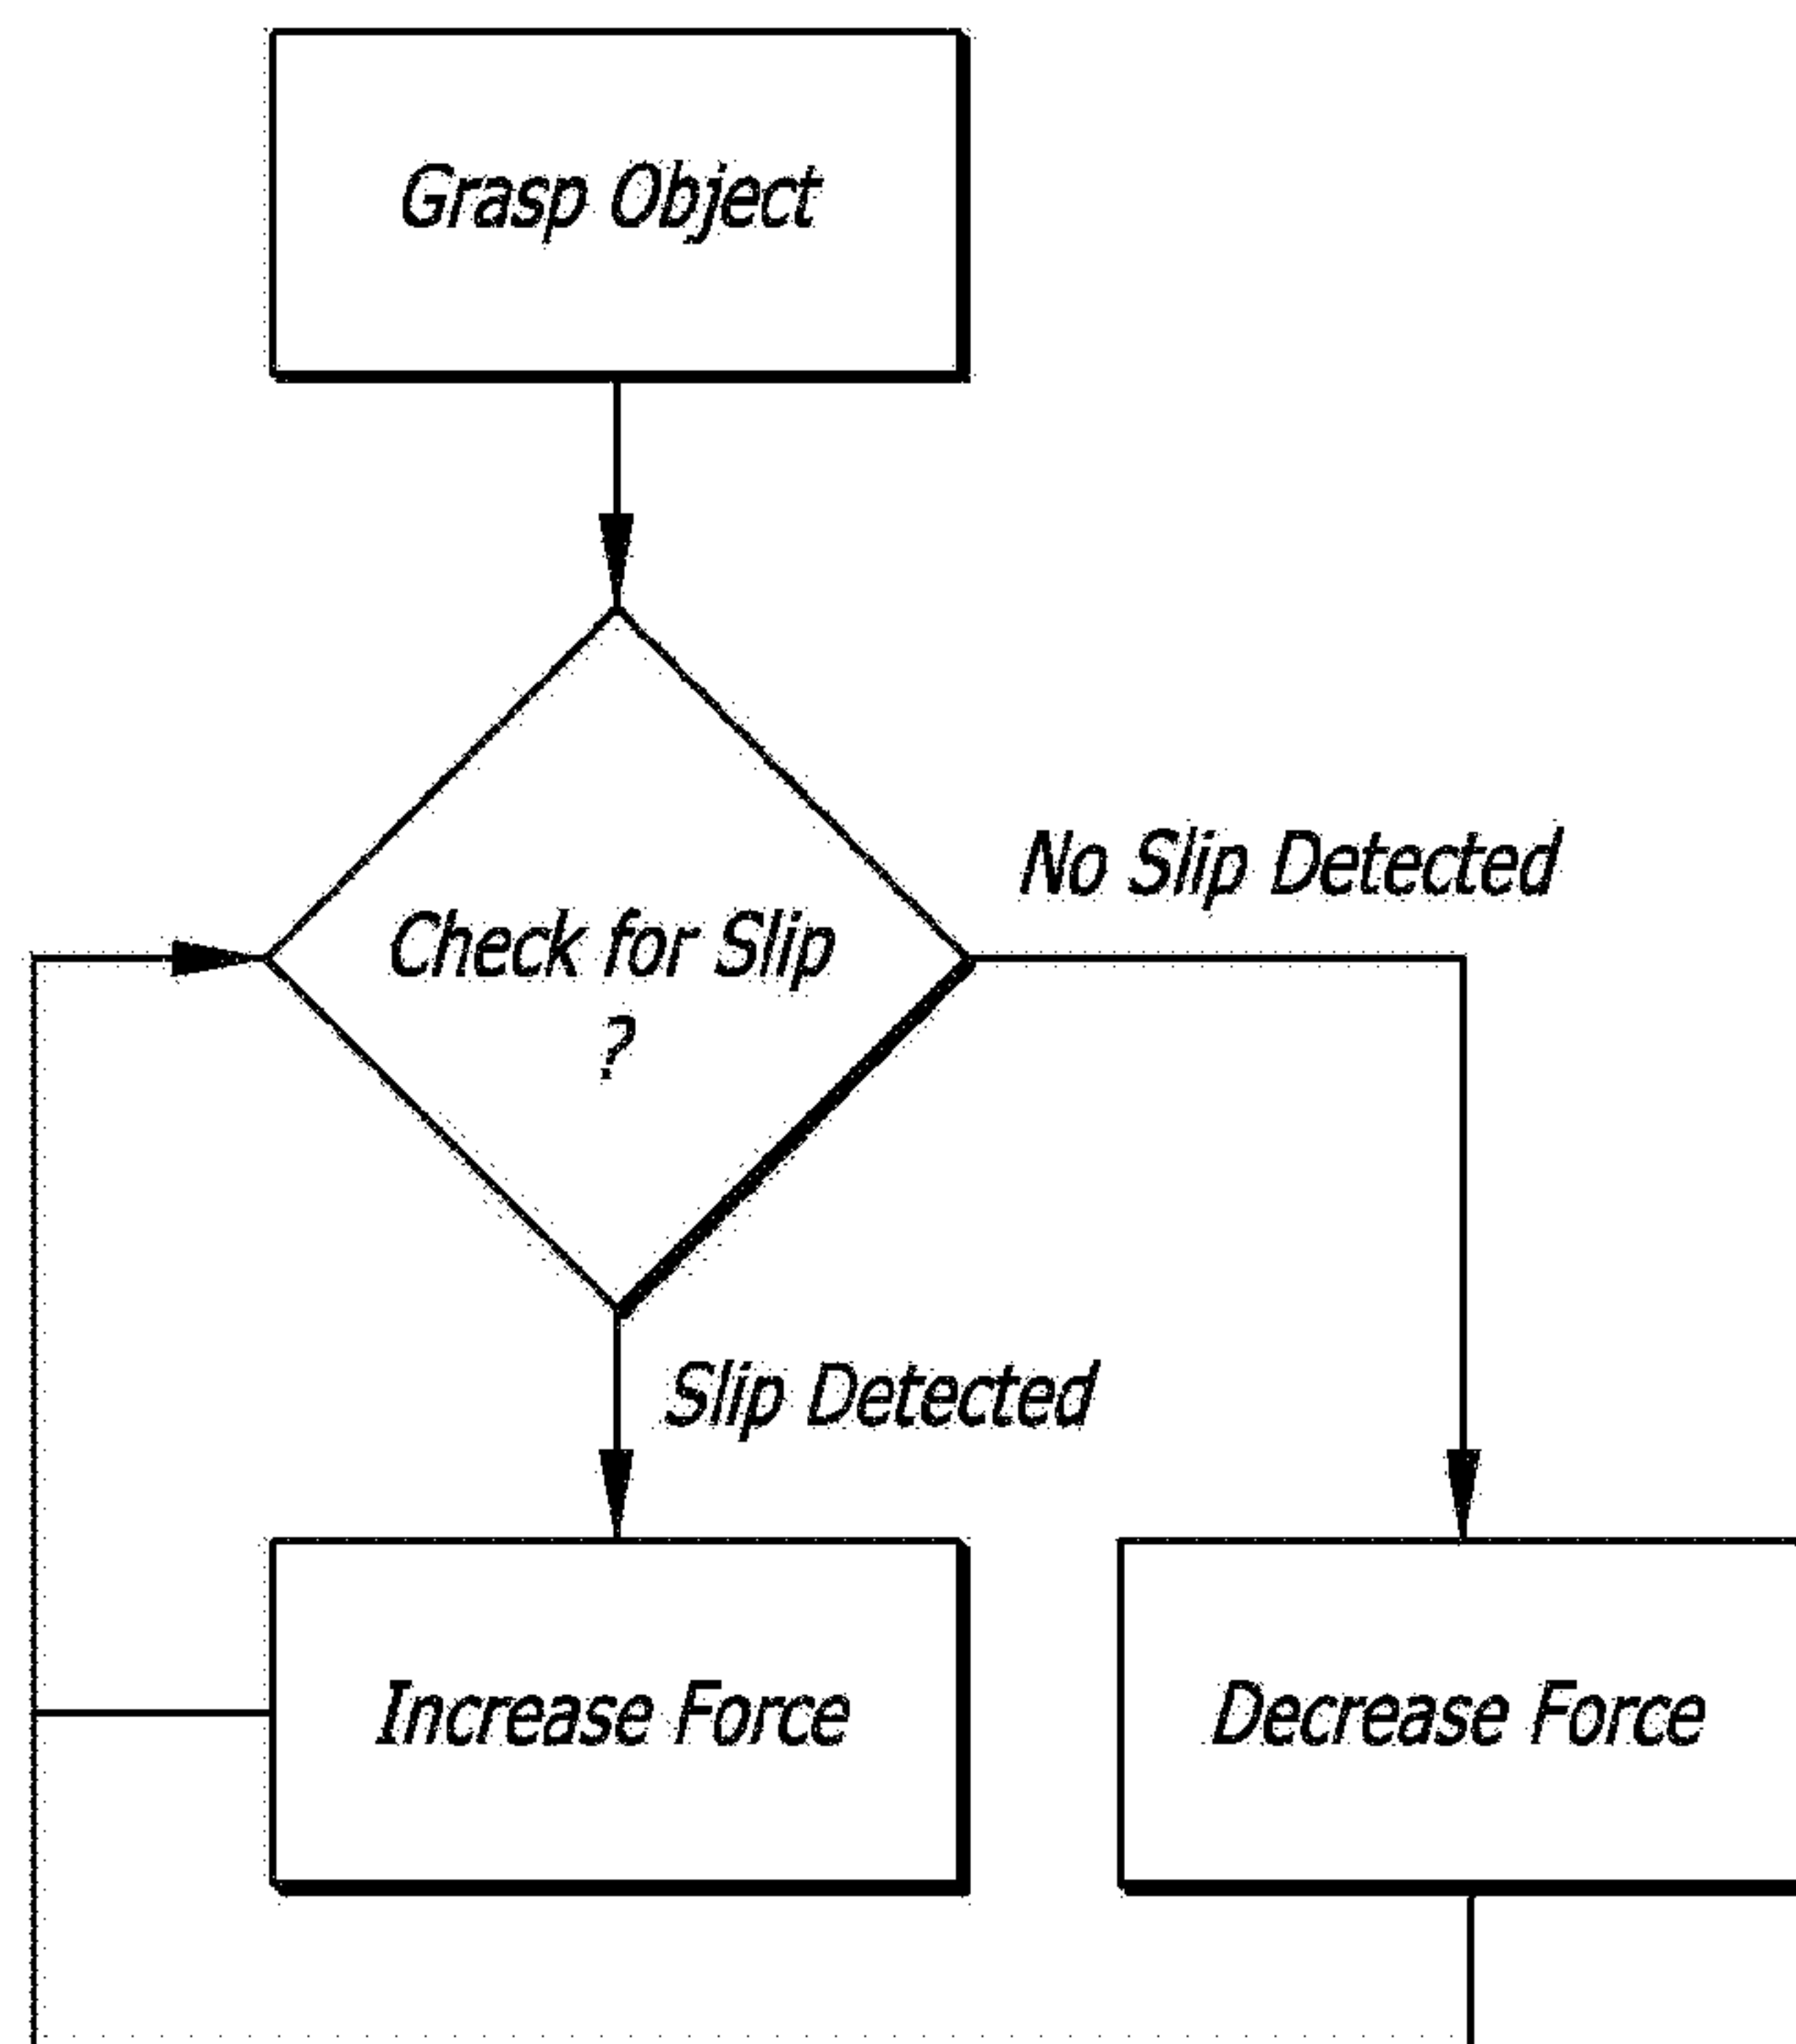 Grasp Object
No Slip Detected
Check for Slip
?
Slip Detected
Increase Force
Decrease Force